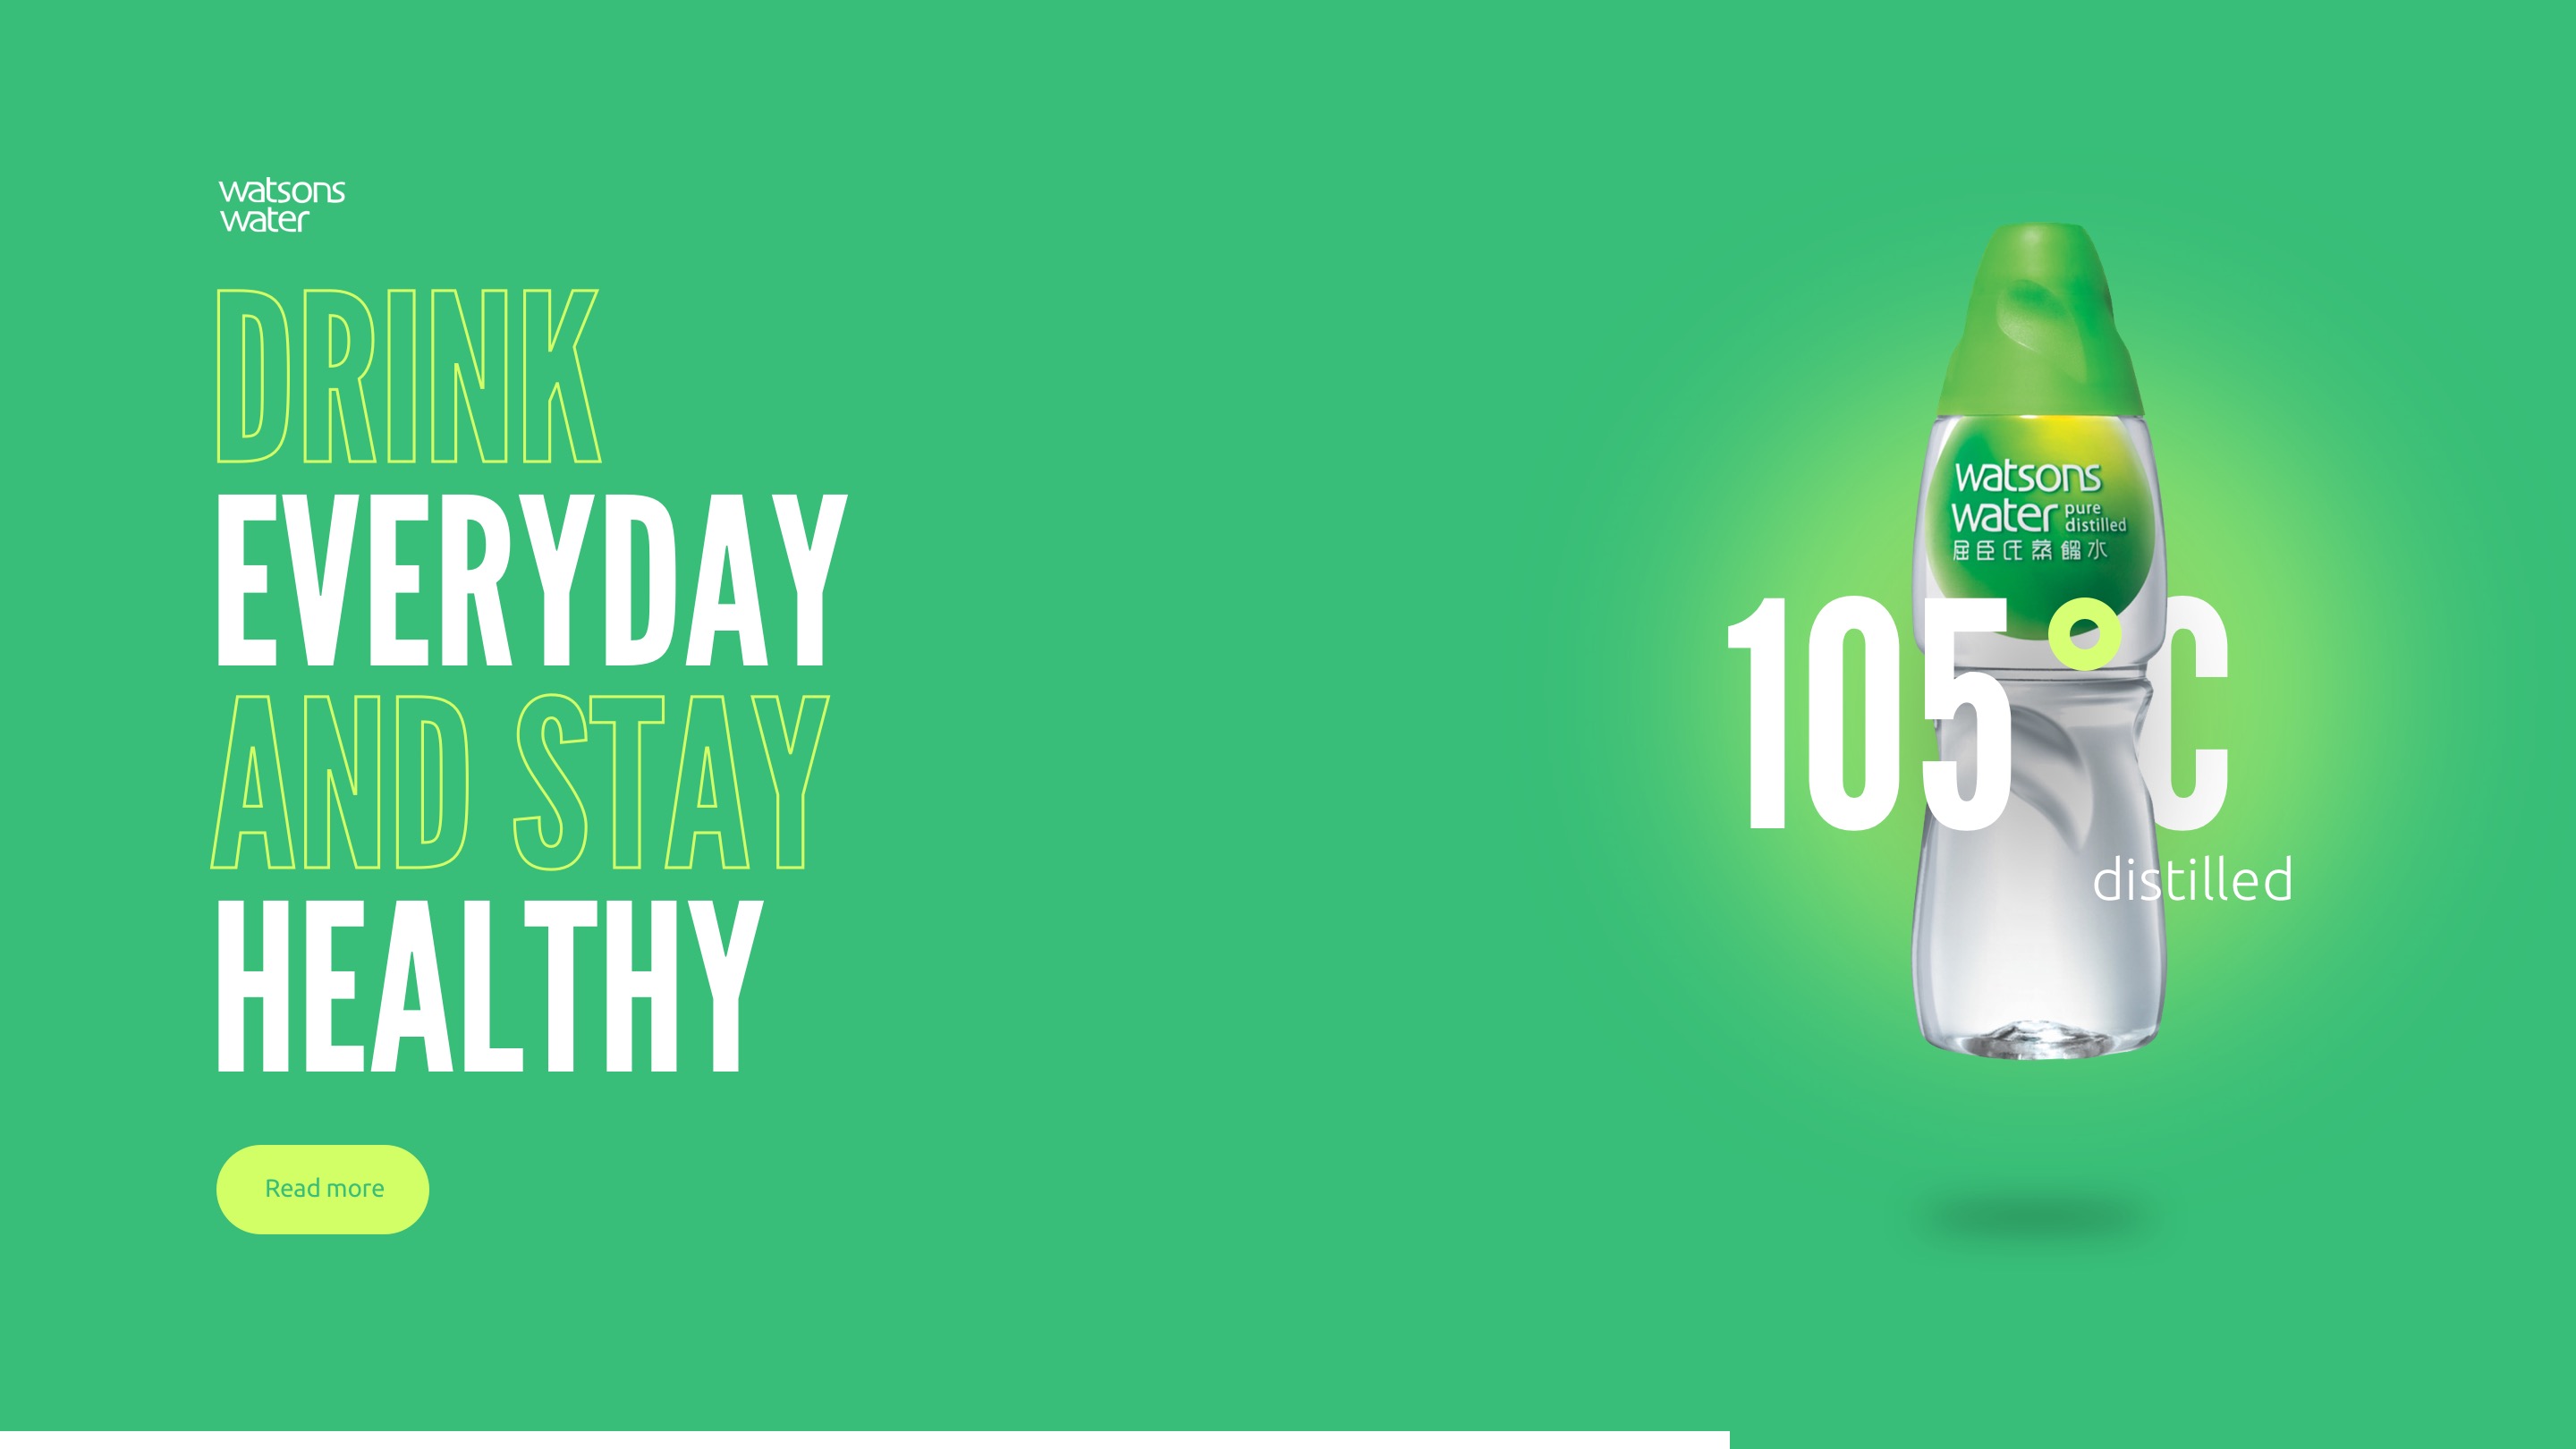 watsons
water
DRINK
EVERYDAY
AND STAY
HEALTHY
Read more
watsons
water pure
distilled
屈臣氏蒸餾水
105°C
distilled